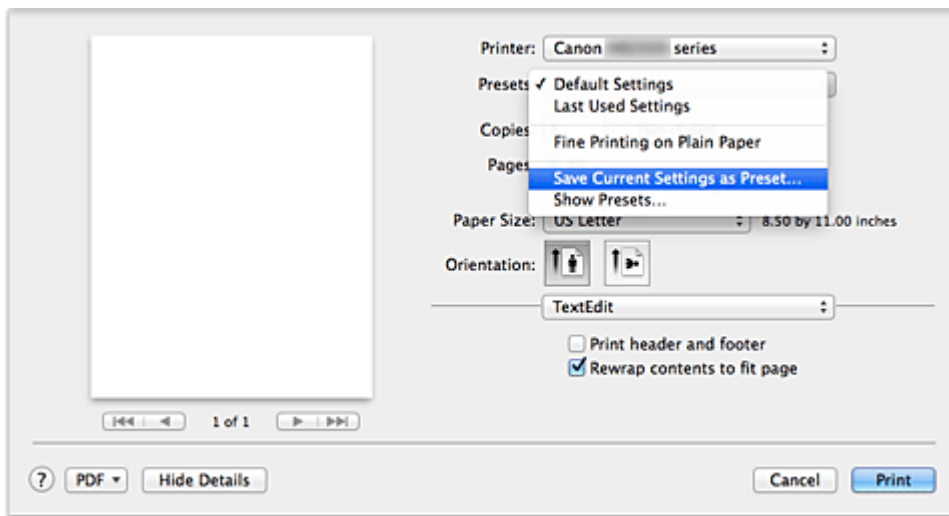 Printer: Canon series
Presets ✓ Default Settings
Last Used Settings
Copies
Fine Printing on Plain Paper
Pages
Save Current Settings as Preset...
Show Presets...
Paper Size: US Letter 8.50 by 11.00 inches
Orientation:
TextEdit
Print header and footer
Rewrap contents to fit page
1 of 1
? PDF Hide Details Cancel Print